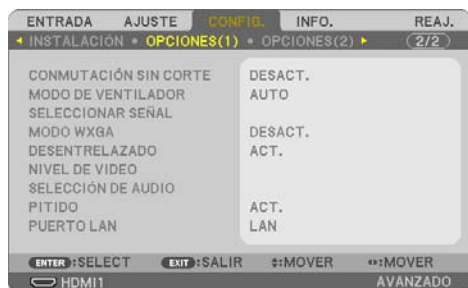 ENTRADA AJUSTE CONFIG. INFO. REAJ.
INSTALACIÓN • OPCIONES(1) • OPCIONES(2) 2/2
CONMUTACIÓN SIN CORTE DESACT.
MODO DE VENTILADOR AUTO
SELECCIONAR SEÑAL
MODO WXGA DESACT.
DESENTRELAZADO ACT.
NIVEL DE VIDEO
SELECCIÓN DE AUDIO
PITIDO ACT.
PUERTO LAN LAN
ENTER:SELECT EXIT:SALIR :MOVER :MOVER
HDMI1 AVANZADO